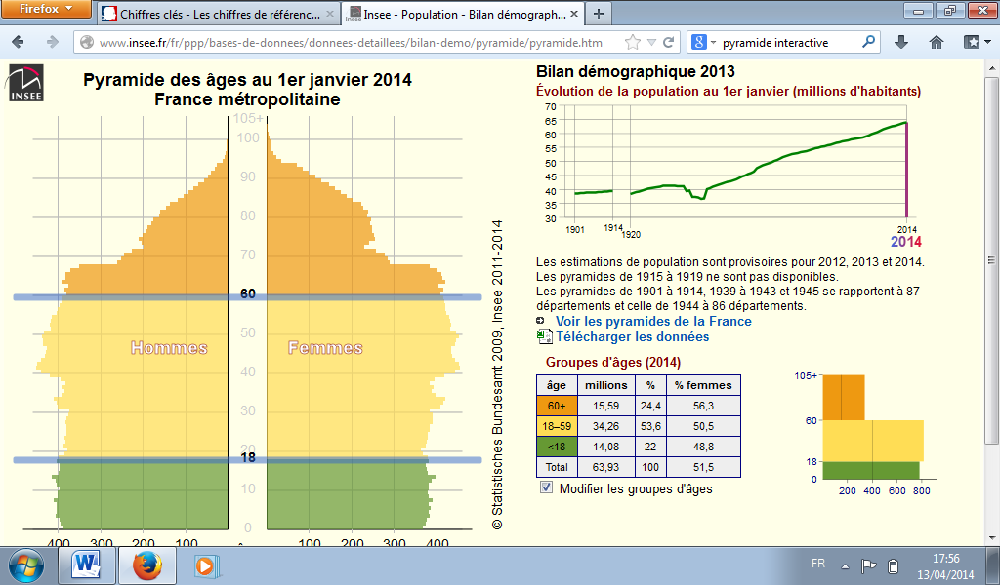 Firefox
Chiffres clés - Les chiffres de référenc...
Insee - Population - Bilan démograph...
www.insee.fr/fr/ppp/bases-de-donnees/donnees-detaillees/bilan-demo/pyramide/pyramide.htm
pyramide interactive
INSEE
Pyramide des âges au 1er janvier 2014
France métropolitaine
105+
100
90
80
70
60
50
40
30
20
18
10
0
Hommes
Femmes
400 300 200 100
100 200 300 400
© Statistisches Bundesamt 2009, Insee 2011-2014
Bilan démographique 2013
Évolution de la population au 1er janvier (millions d'habitants)
70
65
60
55
50
45
40
35
30
1901 1914 1920 2014
2014
Les estimations de population sont provisoires pour 2012, 2013 et 2014.
Les pyramides de 1915 à 1919 ne sont pas disponibles.
Les pyramides de 1901 à 1914, 1939 à 1943 et 1945 se rapportent à 87
départements et celle de 1944 à 86 départements.
Voir les pyramides de la France
Télécharger les données
Groupes d'âges (2014)
âge millions % % femmes
60+ 15,59 24,4 56,3
18–59 34,26 53,6 50,5
<18 14,08 22 48,8
Total 63,93 100 51,5
Modifier les groupes d'âges
105+
60
18
0
200 400 600 800
FR
17:56
13/04/2014